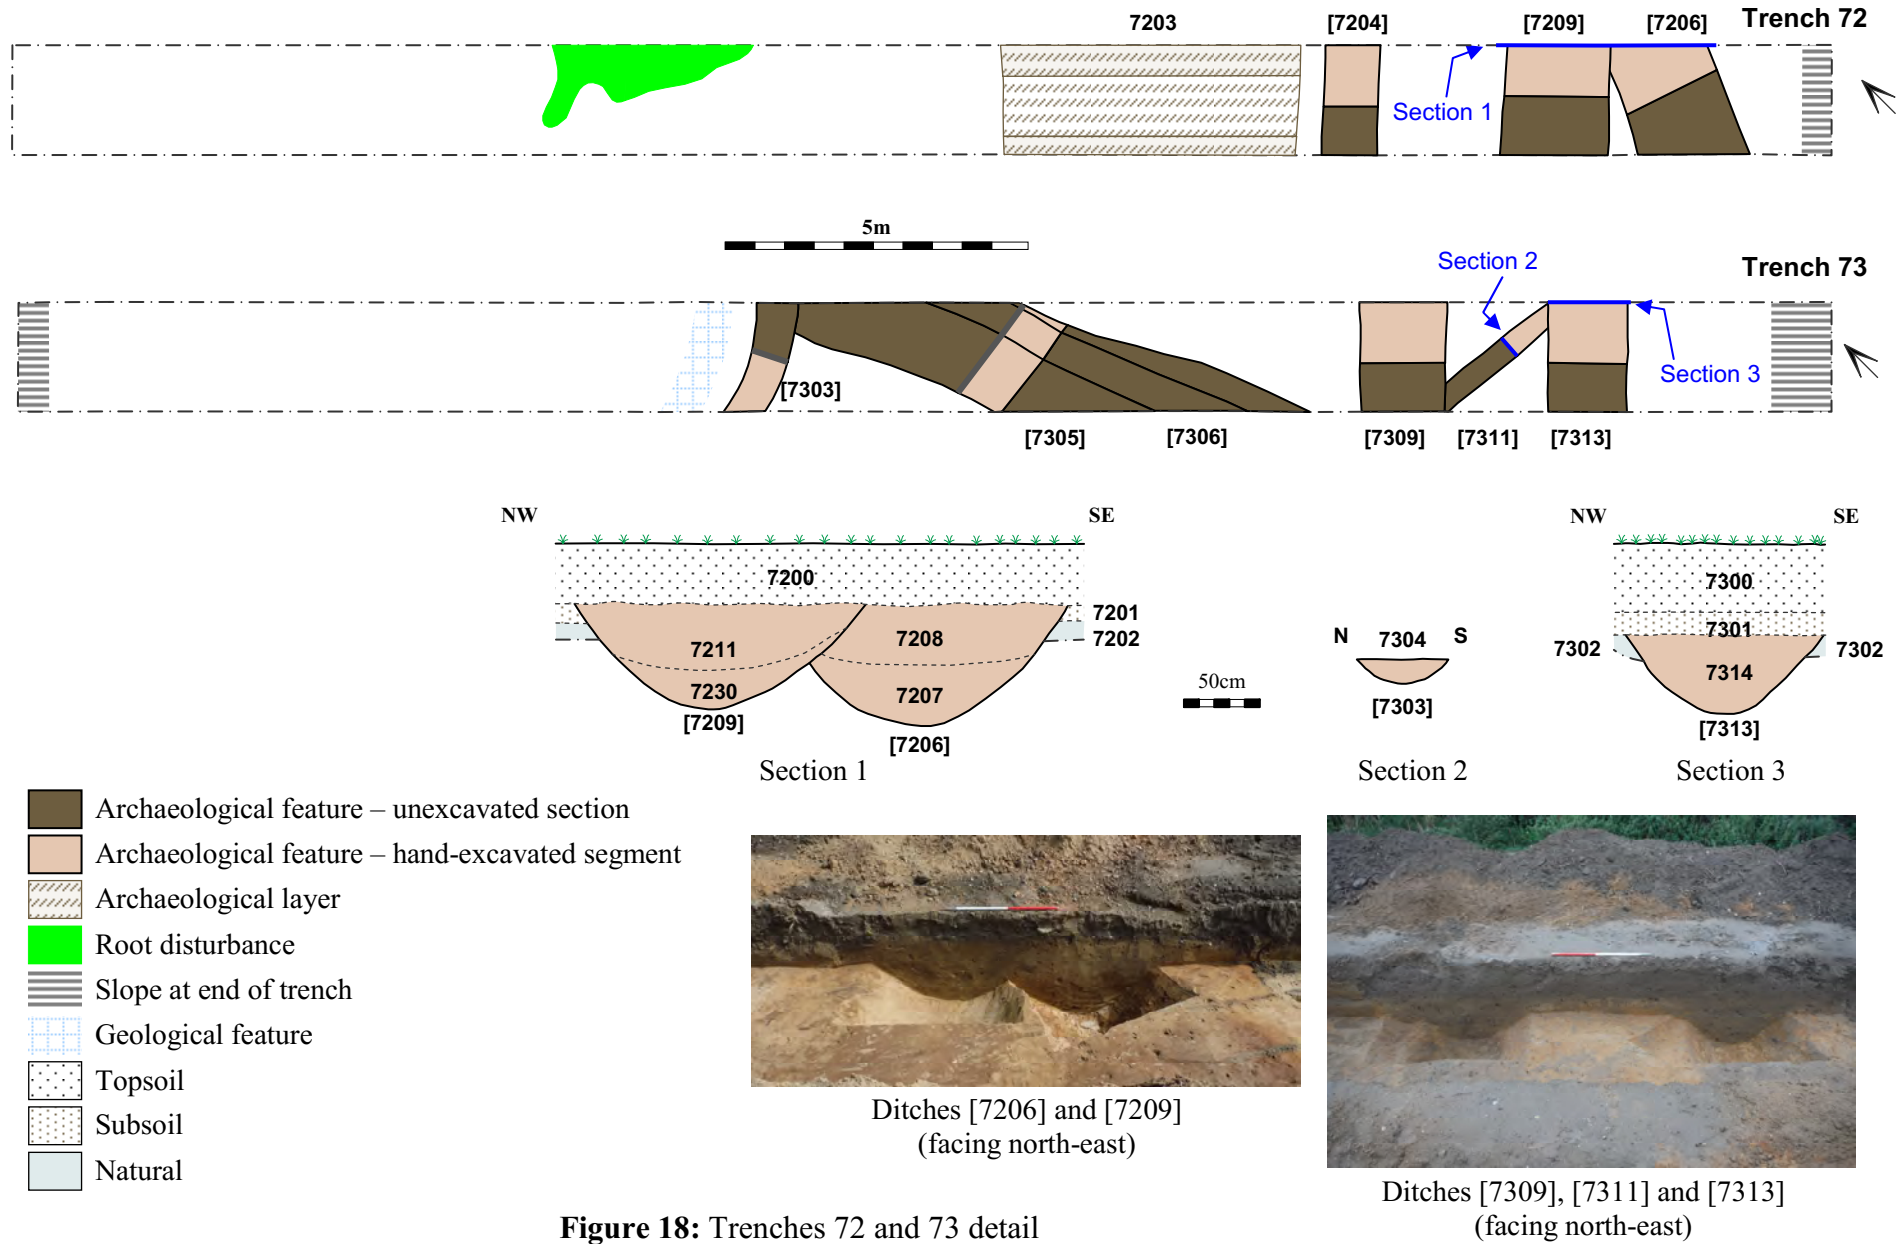 7203 [7204] [7209] [7206] Trench 72
Section 1
5m
Section 2 Trench 73
Section 3
[7303]
[7305] [7306] [7309] [7311] [7313]
NW SE
7200
7201
7202
7211 7208
7230 7207
[7209]
[7206]
Section 1
50cm
N 7304 S
[7303]
Section 2
NW SE
7300
7301
7302 7302
7314
[7313]
Section 3
Archaeological feature – unexcavated section
Archaeological feature – hand-excavated segment
Archaeological layer
Root disturbance
Slope at end of trench
Geological feature
Topsoil
Subsoil
Natural
Ditches [7206] and [7209]
(facing north-east)
Ditches [7309], [7311] and [7313]
(facing north-east)
Figure 18: Trenches 72 and 73 detail